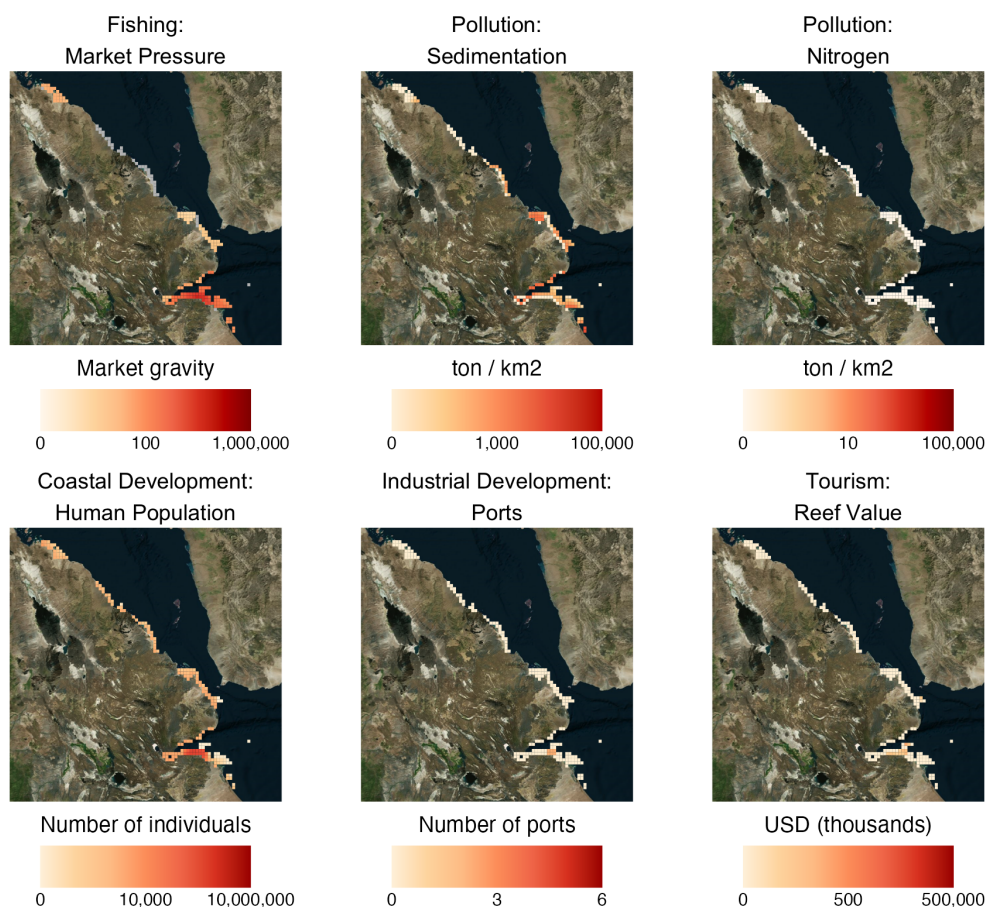 Fishing:
Market Pressure
Pollution:
Sedimentation
Pollution:
Nitrogen
Market gravity
0 100 1,000,000
ton / km2
0 1,000 100,000
ton / km2
0 10 100,000
Coastal Development:
Human Population
Industrial Development:
Ports
Tourism:
Reef Value
Number of individuals
0 10,000 10,000,000
Number of ports
0 3 6
USD (thousands)
0 500 500,000